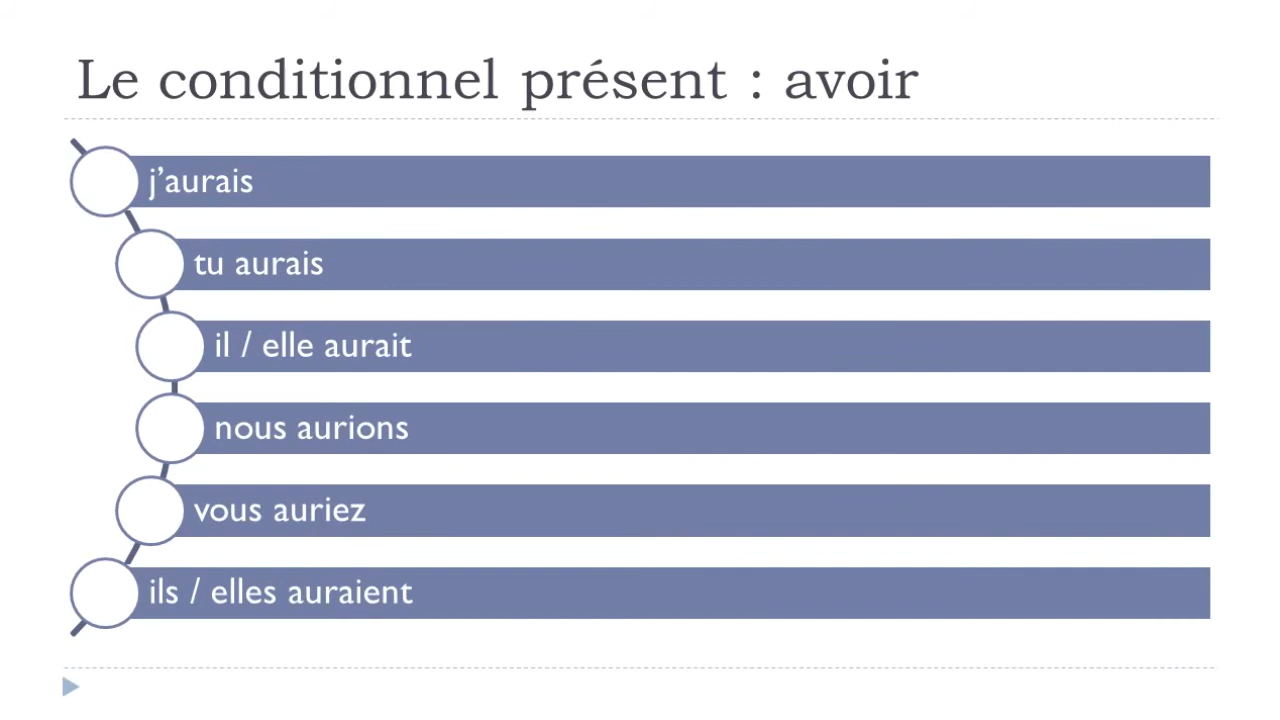 Le conditionnel présent : avoir
j’aurais
tu aurais
il / elle aurait
nous aurions
vous auriez
ils / elles auraient